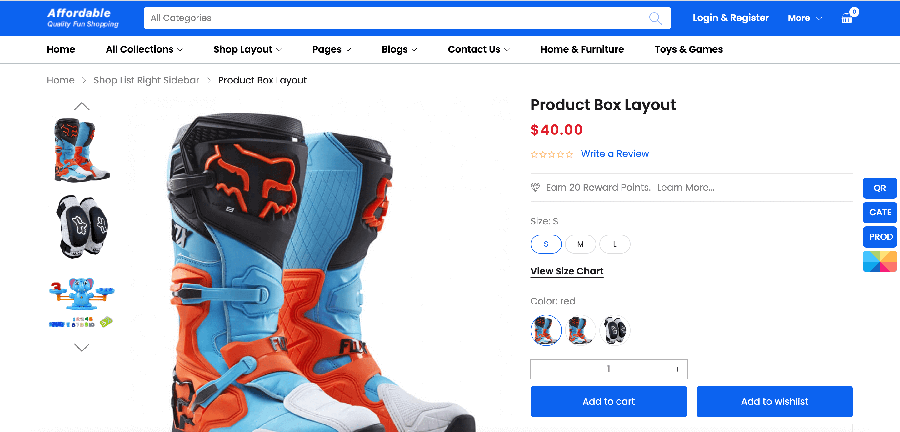 Affordable
Quality Fun Shopping
All Categories
Login & Register
More
0
Home
All Collections
Shop Layout
Pages
Blogs
Contact Us
Home & Furniture
Toys & Games
Home > Shop List Right Sidebar > Product Box Layout
Product Box Layout
$40.00
Write a Review
Earn 20 Reward Points. Learn More...
Size: S
S
M
L
View Size Chart
Color: red
1
Add to cart
Add to wishlist
QR
CATE
PROD
FOX